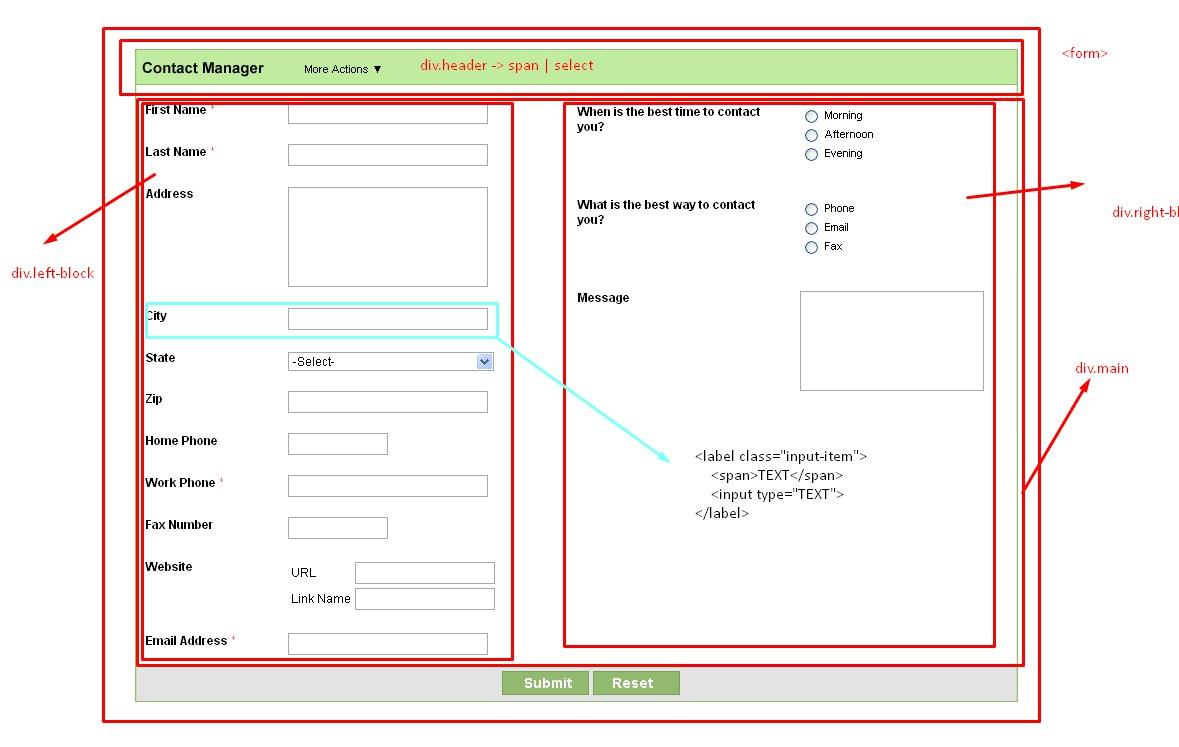 <form>
Contact Manager More Actions ▼ div.header -> span | select
First Name *
Last Name *
Address
div.left-block
City
State -Select-
Zip
Home Phone
Work Phone *
Fax Number
Website URL
Link Name
Email Address *
When is the best time to contact
you?
Morning
Afternoon
Evening
What is the best way to contact
you?
Phone
Email
Fax
div.right-bl
Message
div.main
<label class="input-item">
<span>TEXT</span>
<input type="TEXT">
</label>
Submit Reset